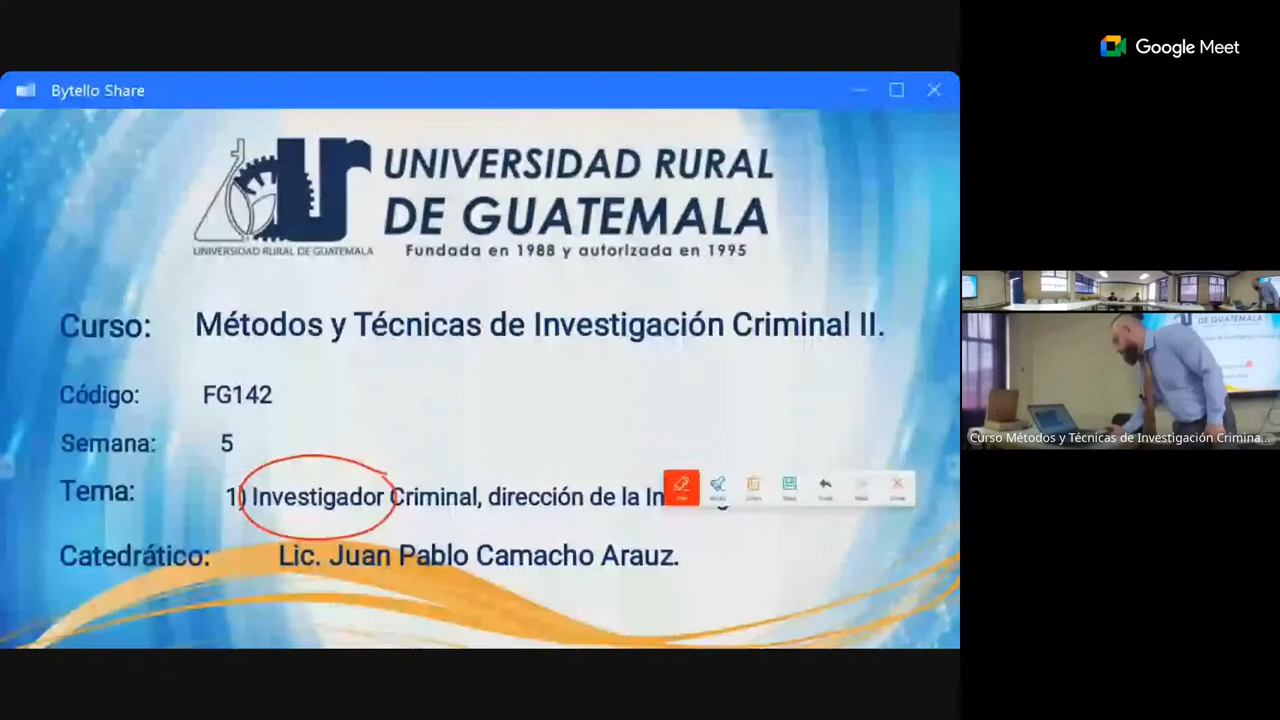 Google Meet
Bytello Share
UNIVERSIDAD RURAL
DE GUATEMALA
Fundada en 1988 y autorizada en 1995
UNIVERSIDAD RURAL DE GUATEMALA
Curso: Métodos y Técnicas de Investigación Criminal II.
Código: FG142
Semana: 5
Tema: 1) Investigador Criminal, dirección de la In
Catedrático: Lic. Juan Pablo Camacho Arauz.
DE GUATEMALA
Curso Métodos y Técnicas de Investigación Crimina...